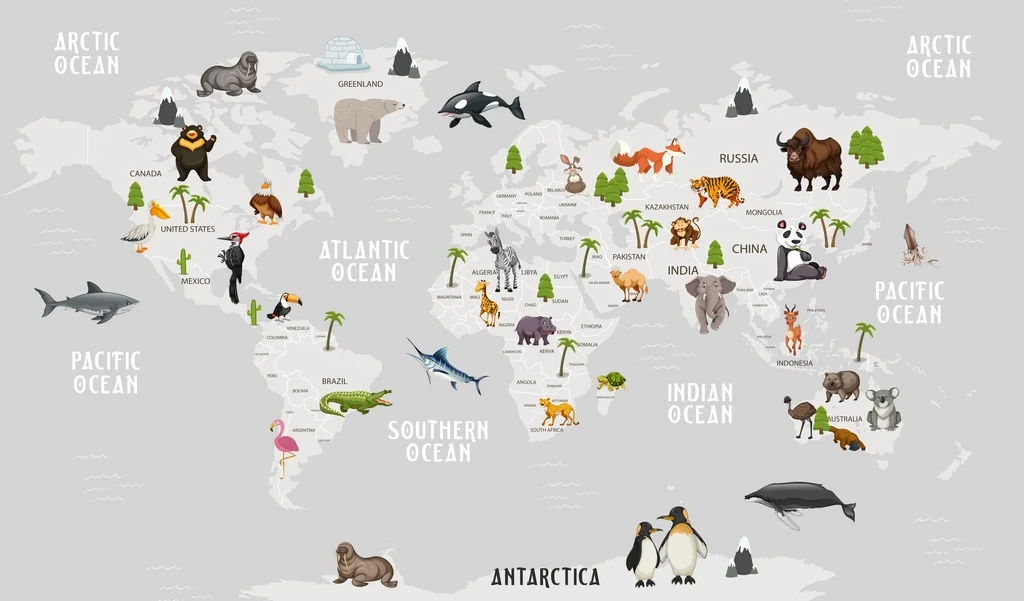 ARCTIC
OCEAN
ARCTIC
OCEAN
GREENLAND
CANADA
RUSSIA
GERMANY
POLAND
BELARUS
UKRAINE
KAZAKHSTAN
MONGOLIA
FRANCE
ITALY
ROMANIA
UNITED STATES
SPAIN
TURKEY
ATLANTIC
OCEAN
CHINA
JAPAN
IRAQ
PAKISTAN
MEXICO
ALGERIA
LIBYA
EGYPT
SAUDI ARABIA
INDIA
THAILAND
LAOS
PACIFIC
OCEAN
MAURITANIA
MALI
NIGER
CHAD
SUDAN
PHILIPPINES
VENEZUELA
COLOMBIA
NIGERIA
KENYA
ETHIOPIA
SOMALIA
CAMEROON
KENYA
TANZANIA
INDONESIA
PACIFIC
OCEAN
PERU
BRAZIL
BOLIVIA
ANGOLA
INDIAN
OCEAN
SOUTHERN
OCEAN
ARGENTINA
SOUTH AFRICA
AUSTRALIA
ANTARCTICA